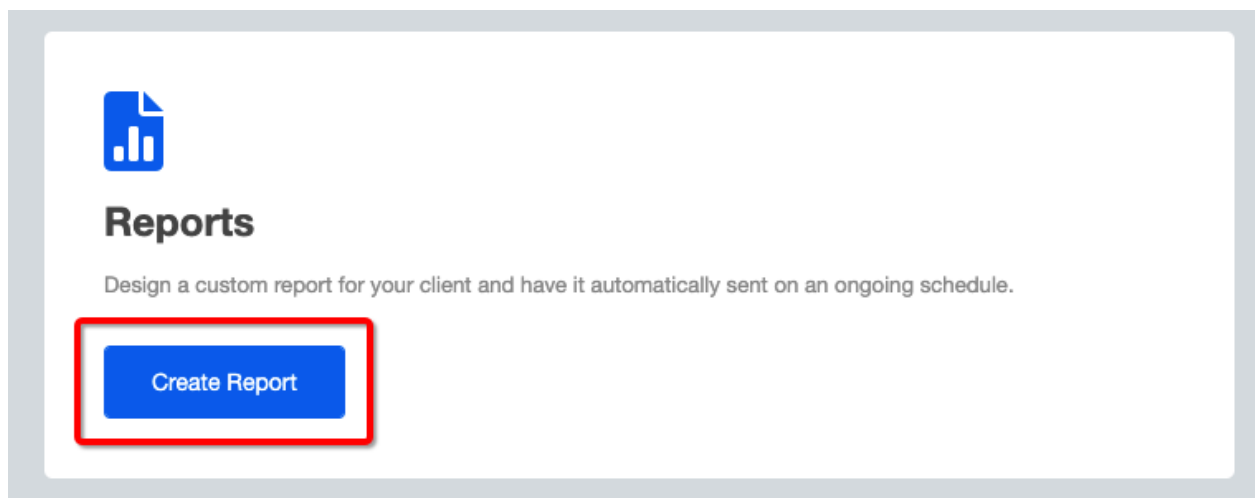 Reports
Design a custom report for your client and have it automatically sent on an ongoing schedule.
Create Report